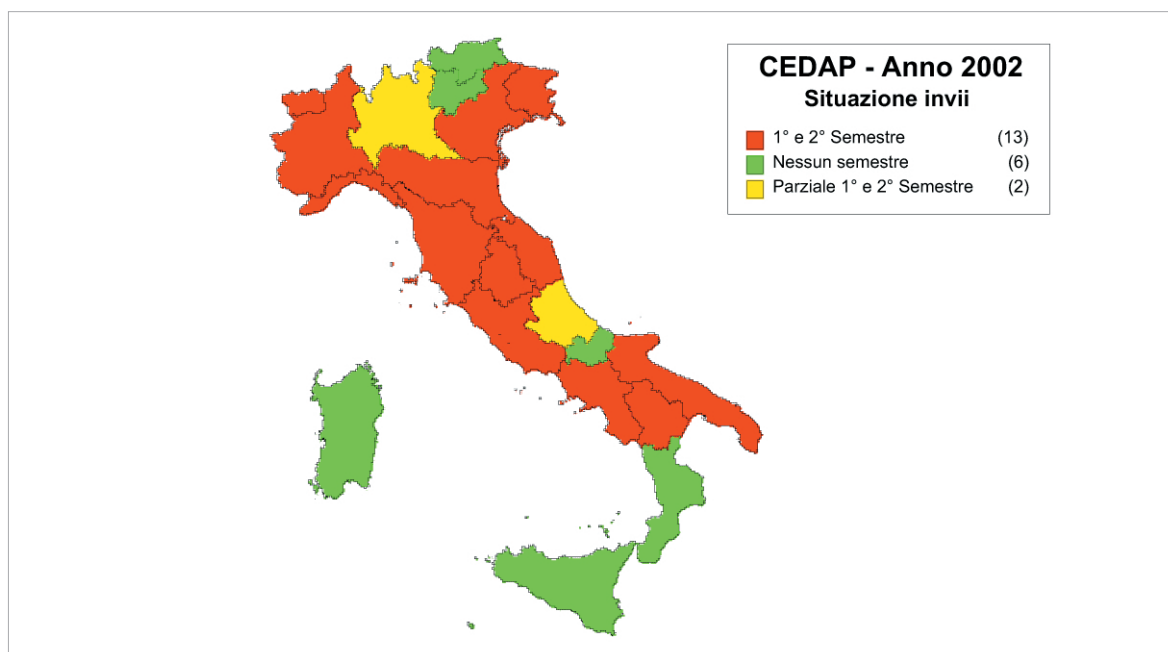 CEDAP - Anno 2002
Situazione invii
1° e 2° Semestre (13)
Nessun semestre (6)
Parziale 1° e 2° Semestre (2)